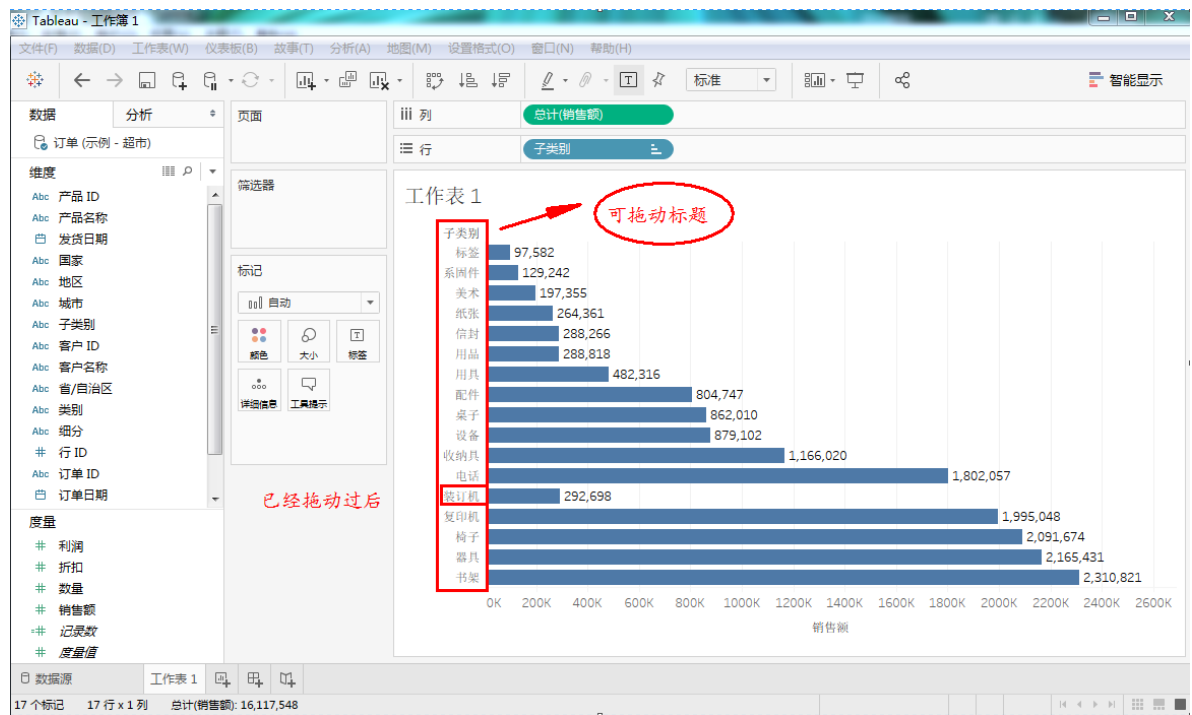 Tableau - 工作簿 1
文件(F) 数据(D) 工作表(W) 仪表板(B) 故事(T) 分析(A) 地图(M) 设置格式(O) 窗口(N) 帮助(H)
标准
智能显示
数据 分析
订单 (示例 - 超市)
维度
Abc 产品 ID
Abc 产品名称
发货日期
Abc 国家
Abc 地区
Abc 城市
Abc 子类别
Abc 客户 ID
Abc 客户名称
Abc 省/自治区
Abc 类别
Abc 细分
# 行 ID
Abc 订单 ID
订单日期
度量
# 利润
# 折扣
# 数量
# 销售额
=# 记录数
# 度量值
页面
筛选器
标记
自动
颜色 大小 标签
详细信息 工具提示
已经拖动过后
列 总计(销售额)
行 子类别
工作表 1
可拖动标题
子类别
标签 97,582
系固件 129,242
美术 197,355
纸张 264,361
信封 288,266
用品 288,818
用具 482,316
配件 804,747
桌子 862,010
设备 879,102
收纳具 1,166,020
电话 1,802,057
装订机 292,698
复印机 1,995,048
椅子 2,091,674
器具 2,165,431
书架 2,310,821
0K 200K 400K 600K 800K 1000K 1200K 1400K 1600K 1800K 2000K 2200K 2400K 2600K
销售额
数据源 工作表 1
17 个标记 17 行 x 1 列 总计(销售额): 16,117,548